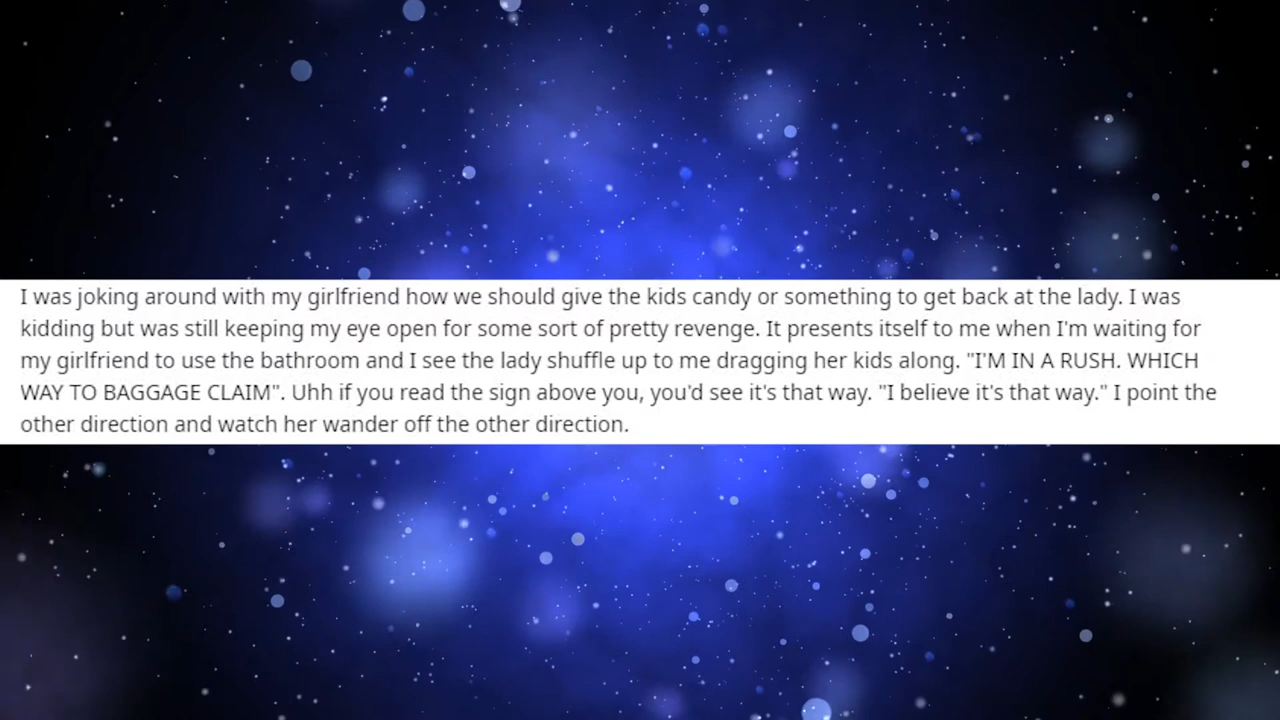 I was joking around with my girlfriend how we should give the kids candy or something to get back at the lady. I was
kidding but was still keeping my eye open for some sort of pretty revenge. It presents itself to me when I'm waiting for
my girlfriend to use the bathroom and I see the lady shuffle up to me dragging her kids along. "I'M IN A RUSH. WHICH
WAY TO BAGGAGE CLAIM". Uhh if you read the sign above you, you'd see it's that way. "I believe it's that way." I point the
other direction and watch her wander off the other direction.